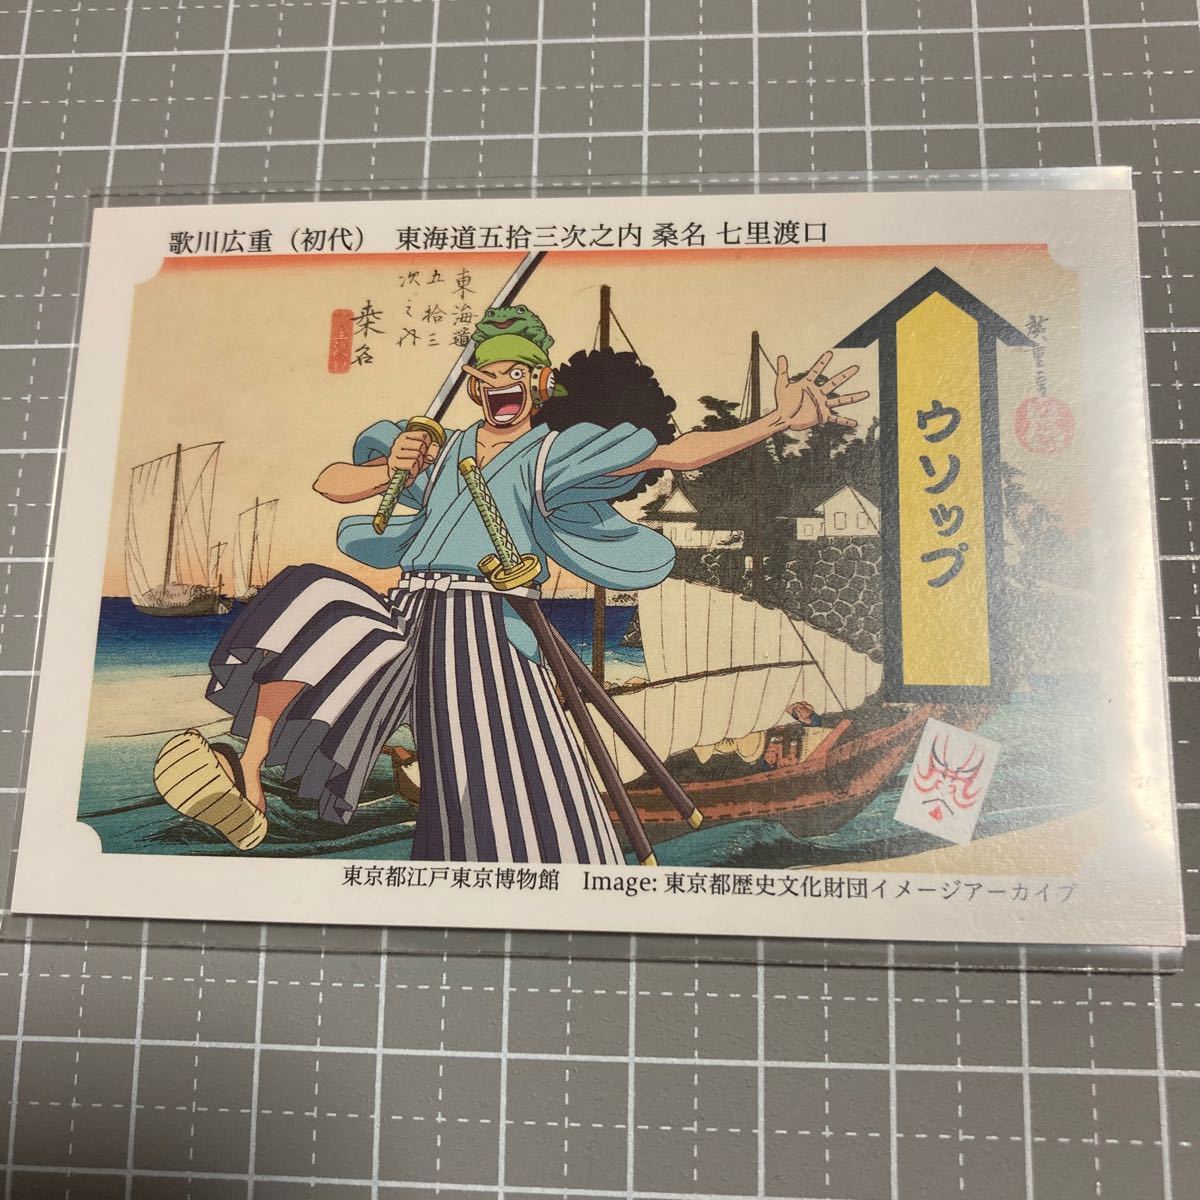 歌川広重（初代）　東海道五拾三次之内 桑名 七里渡口
東海道
五拾三
次之内
桑名
ウソップ
東京都江戸東京博物館　Image: 東京都歴史文化財団イメージアーカイブ